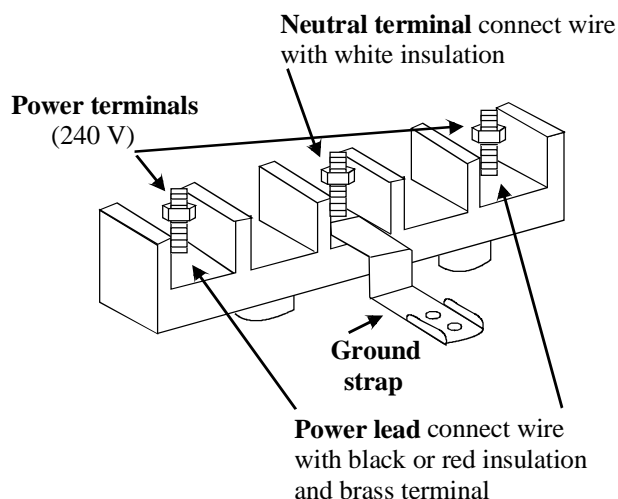 Neutral terminal connect wire
with white insulation
Power terminals
(240 V)
Ground
strap
Power lead connect wire
with black or red insulation
and brass terminal